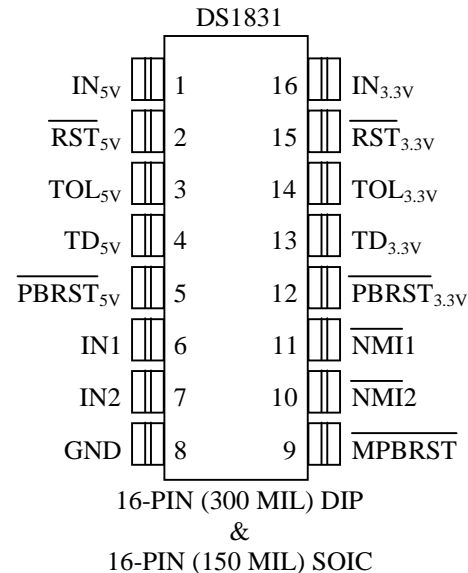 DS1831
IN5V 1 16 IN3.3V
RST5V 2 15 RST3.3V
TOL5V 3 14 TOL3.3V
TD5V 4 13 TD3.3V
PBRST5V 5 12 PBRST3.3V
IN1 6 11 NMI1
IN2 7 10 NMI2
GND 8 9 MPBRST
16-PIN (300 MIL) DIP
&
16-PIN (150 MIL) SOIC